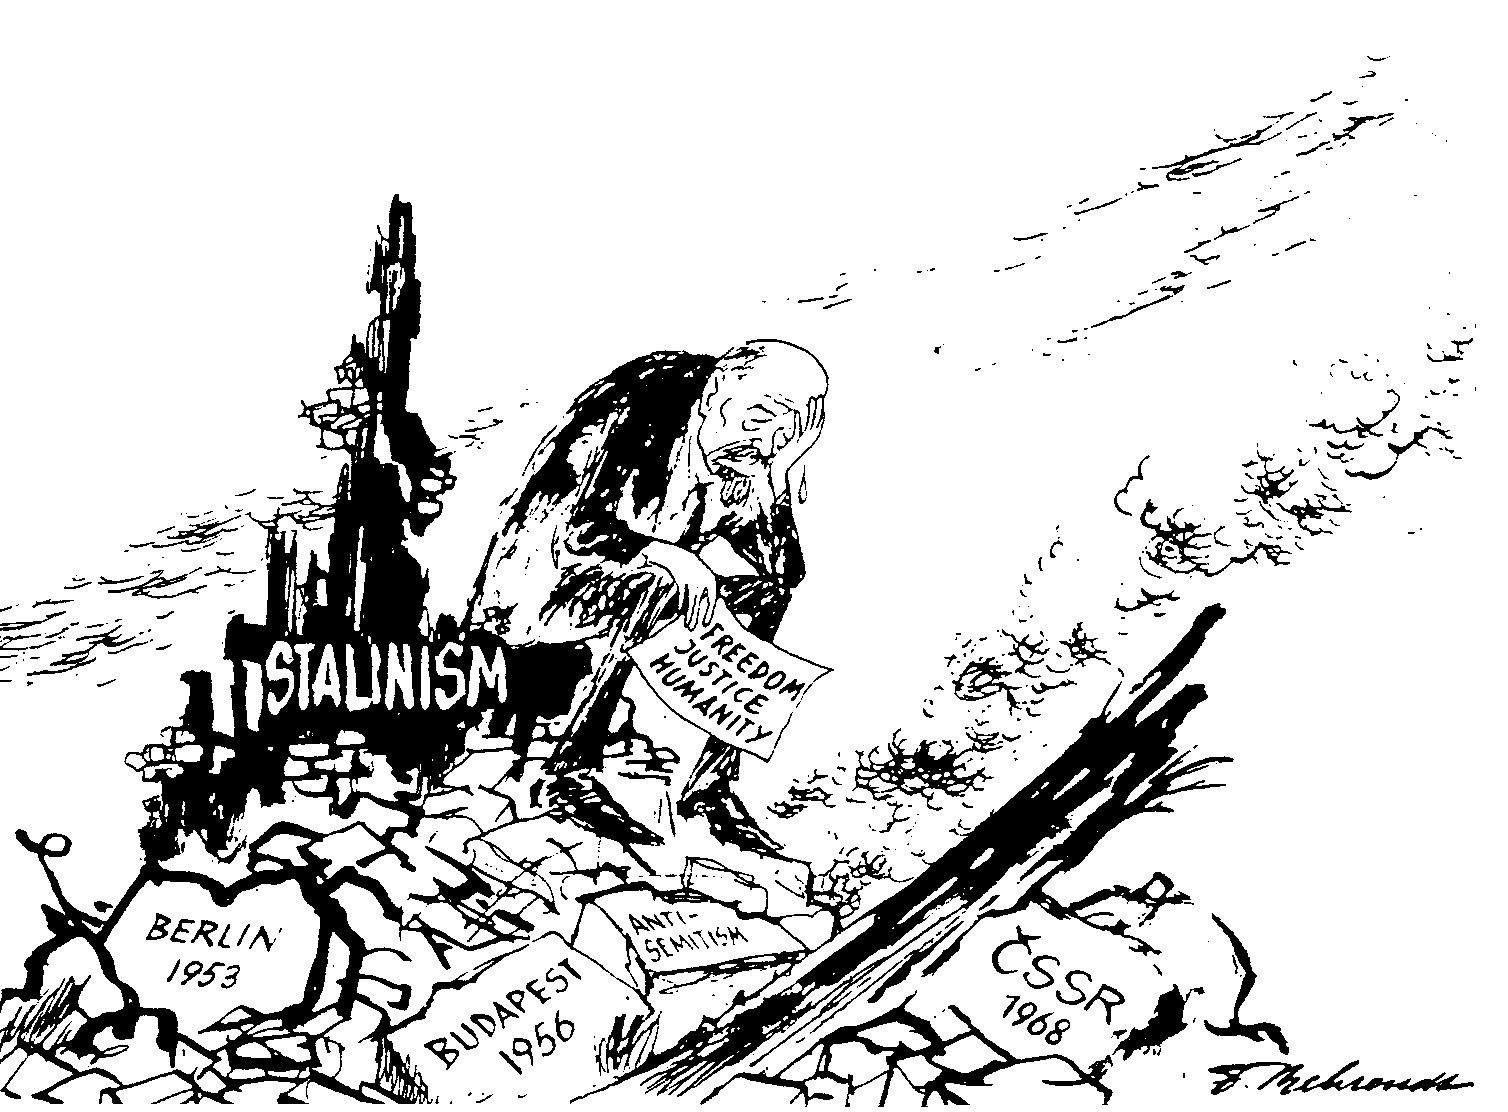 STALINISM
FREEDOM
JUSTICE
HUMANITY
BERLIN
1953
ANTI-
SEMITISM
BUDAPEST
1956
ČSSR
1968